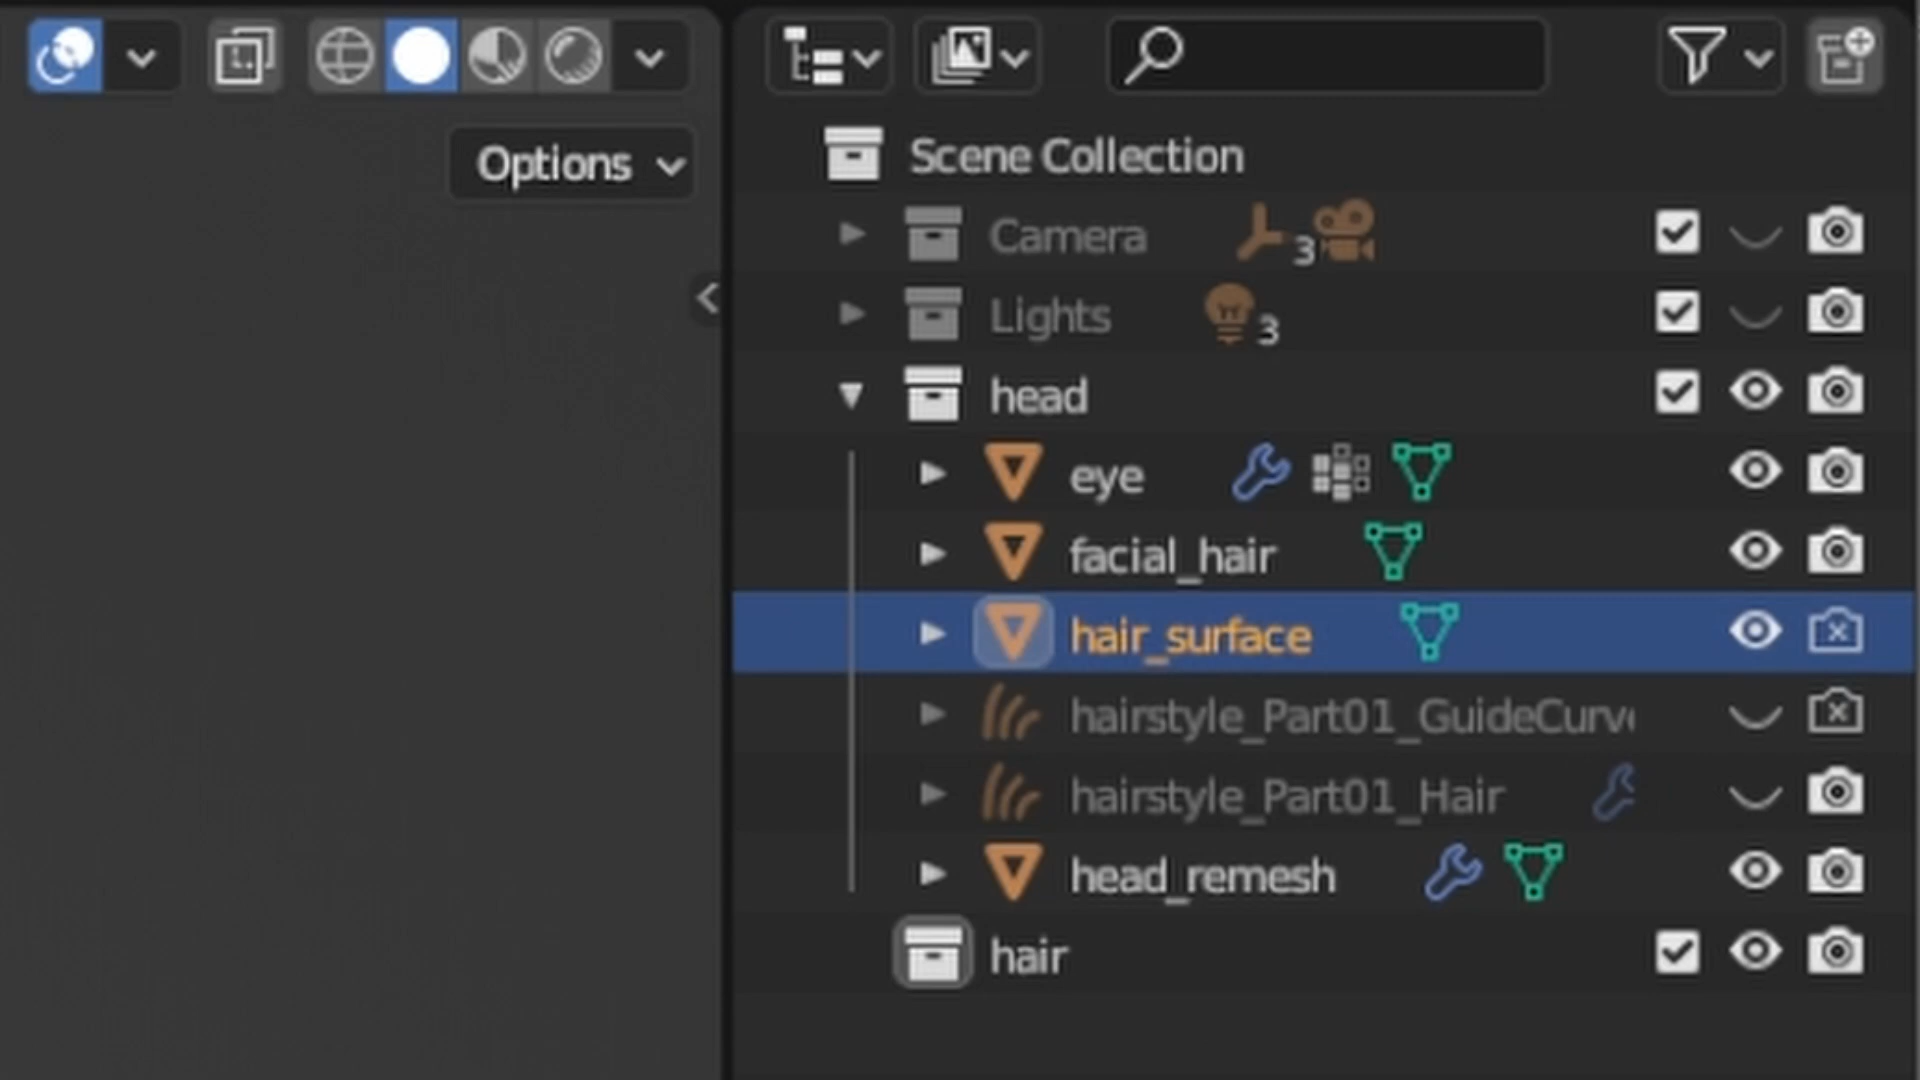 Options
Scene Collection
Camera 3
Lights 3
head
eye
facial_hair
hair_surface
hairstyle_Part01_GuideCurv
hairstyle_Part01_Hair
head_remesh
hair